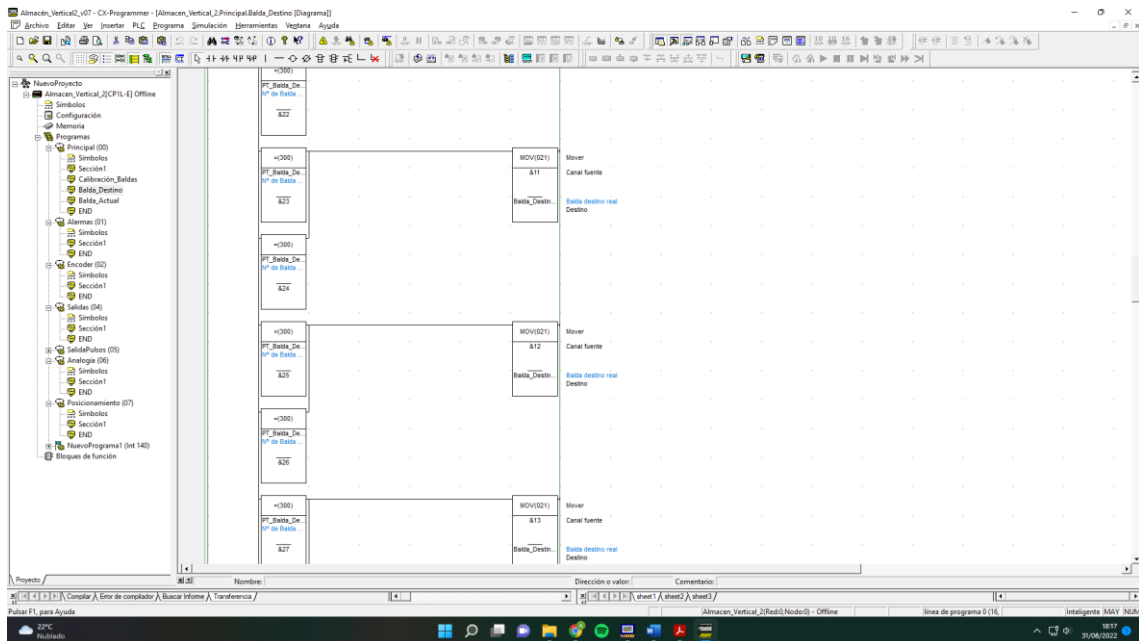 Almacén_Vertical2_v07 - CX-Programmer - [Almacen_Vertical_2.Principal.Balda_Destino [Diagrama]]
Archivo Editar Ver Insertar PLC Programa Simulación Herramientas Ventana Ayuda
NuevoProyecto
Almacen_Vertical_2[CP1L-E] Offline
Símbolos
Configuración
Memoria
Programas
Principal (00)
Símbolos
Sección1
Calibración_Baldas
Balda_Destino
Balda_Actual
END
Alarmas (01)
Símbolos
Sección1
END
Encoder (02)
Símbolos
Sección1
END
Salidas (04)
Símbolos
Sección1
END
SalidaPulsos (05)
Analogía (06)
Símbolos
Sección1
END
Posicionamiento (07)
Símbolos
Sección1
END
NuevoPrograma1 (Int 140)
Bloques de función
Proyecto
=(300)
PT_Balda_De...
Nº de Balda ...
&22
=(300)
PT_Balda_De...
Nº de Balda ...
&23
MOV(021) Mover
&11 Canal fuente
Balda_Destin... Balda destino real
Destino
=(300)
PT_Balda_De...
Nº de Balda ...
&24
=(300)
PT_Balda_De...
Nº de Balda ...
&25
MOV(021) Mover
&12 Canal fuente
Balda_Destin... Balda destino real
Destino
=(300)
PT_Balda_De...
Nº de Balda ...
&26
=(300)
PT_Balda_De...
Nº de Balda ...
&27
MOV(021) Mover
&13 Canal fuente
Balda_Destin... Balda destino real
Destino
Nombre: Dirección o valor: Comentario:
Compilar Error de compilador Buscar Informe Transferencia
sheet1 sheet2 sheet3
Pulsar F1, para Ayuda
Almacen_Vertical_2(Red:0,Nodo:0) - Offline
línea de programa 0 (16,
Inteligente MAY NUM
22°C
Nublado
18:17
31/08/2022